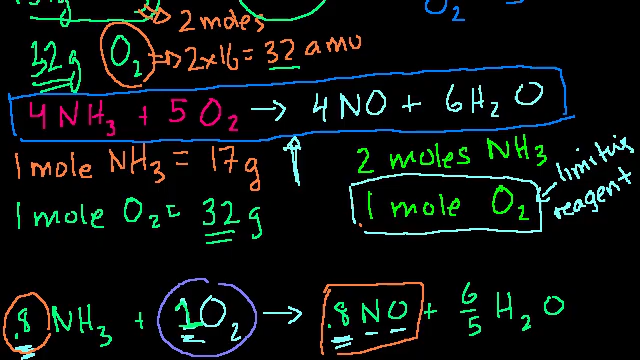 2 moles
O₂
32g O₂ => 2x16 = 32 amu
4NH₃ + 5O₂ → 4NO + 6H₂O
1 mole NH₃ = 17g
2 moles NH₃
1 mole O₂ = 32g
1 mole O₂
limiting reagent
.8 NH₃ + 1O₂ → .8 NO + 6/5 H₂O